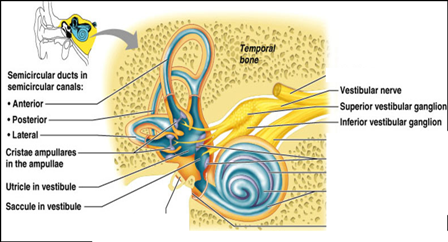 Temporal
bone
Semicircular ducts in
semicircular canals:
• Anterior
• Posterior
• Lateral
Cristae ampullares
in the ampullae
Utricle in vestibule
Saccule in vestibule
Vestibular nerve
Superior vestibular ganglion
Inferior vestibular ganglion